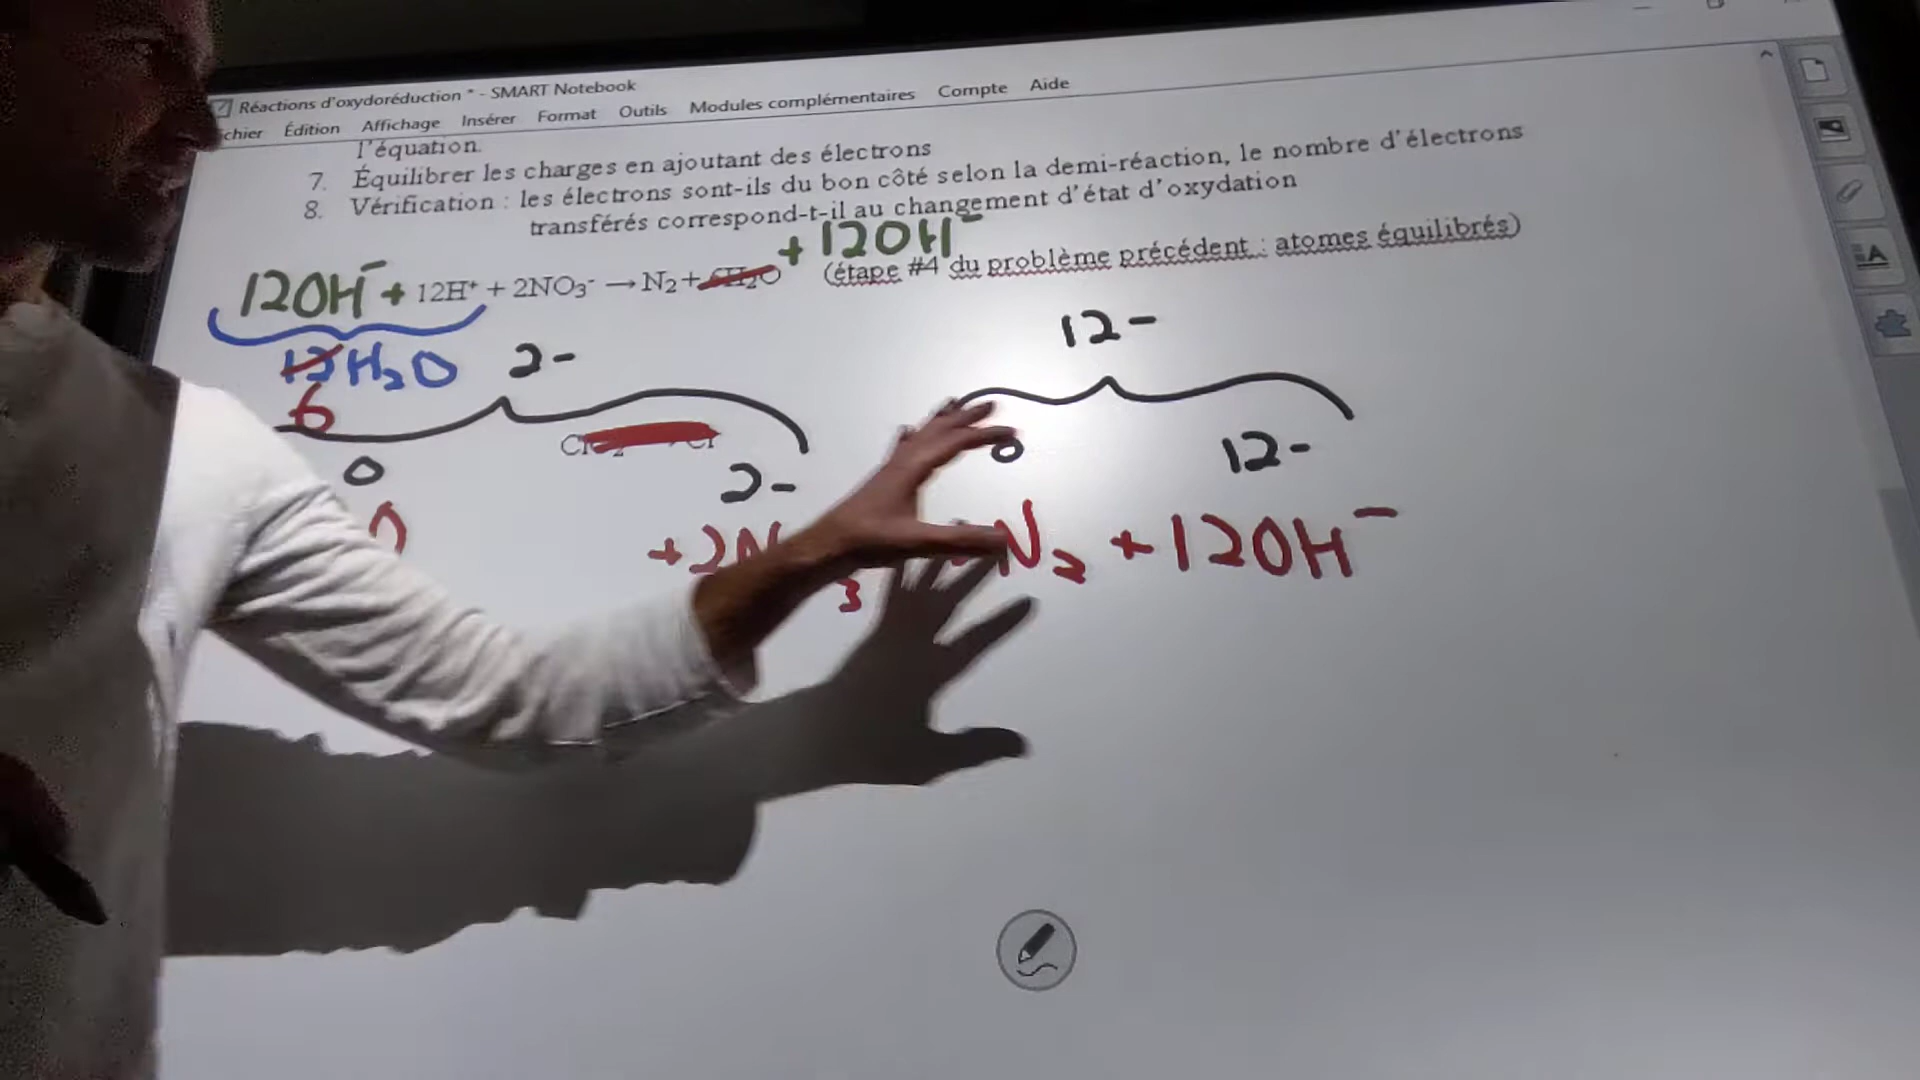 Réactions d'oxydoréduction * - SMART Notebook
chier Édition Affichage Insérer Format Outils Modules complémentaires Compte Aide
l'équation.
7. Équilibrer les charges en ajoutant des électrons
8. Vérification : les électrons sont-ils du bon côté selon la demi-réaction, le nombre d'électrons
transférés correspond-t-il au changement d'état d'oxydation
+ 12OH⁻
12OH⁻ + 12H⁺ + 2NO₃⁻ → N₂ + 6H₂O (étape #4 du problème précédent : atomes équilibrés)
12 H₂O 2- 12-
6
0 2- 0 12-
+2N 3 N₂ + 12OH⁻